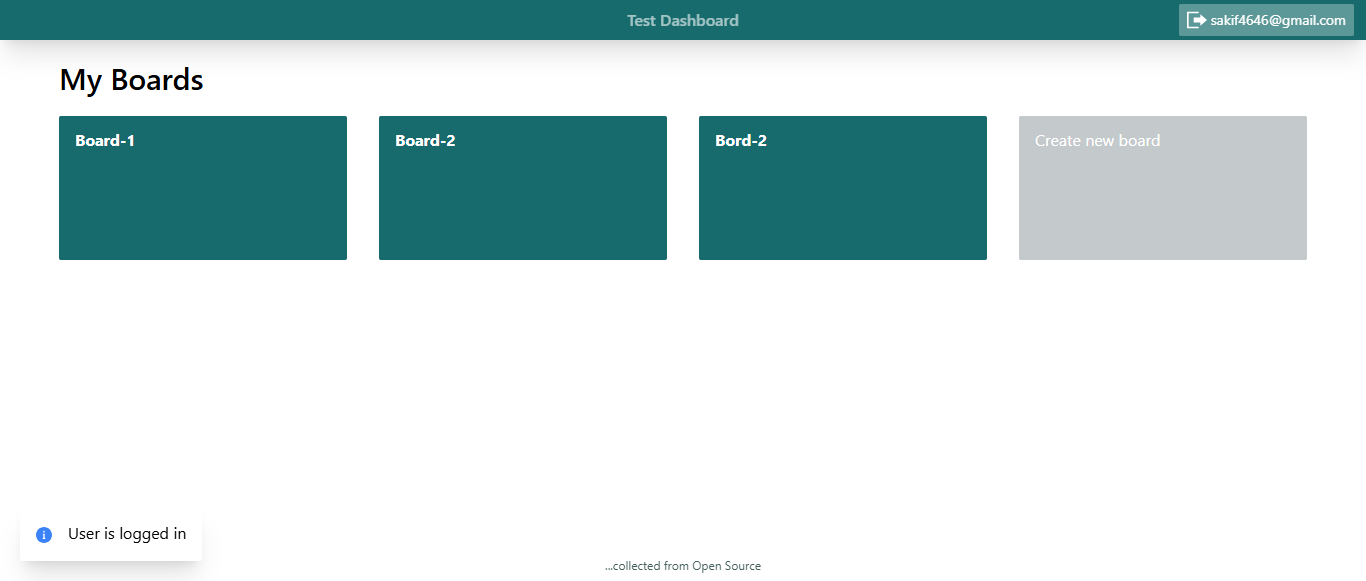 Test Dashboard
sakif4646@gmail.com
My Boards
Board-1
Board-2
Bord-2
Create new board
User is logged in
...collected from Open Source